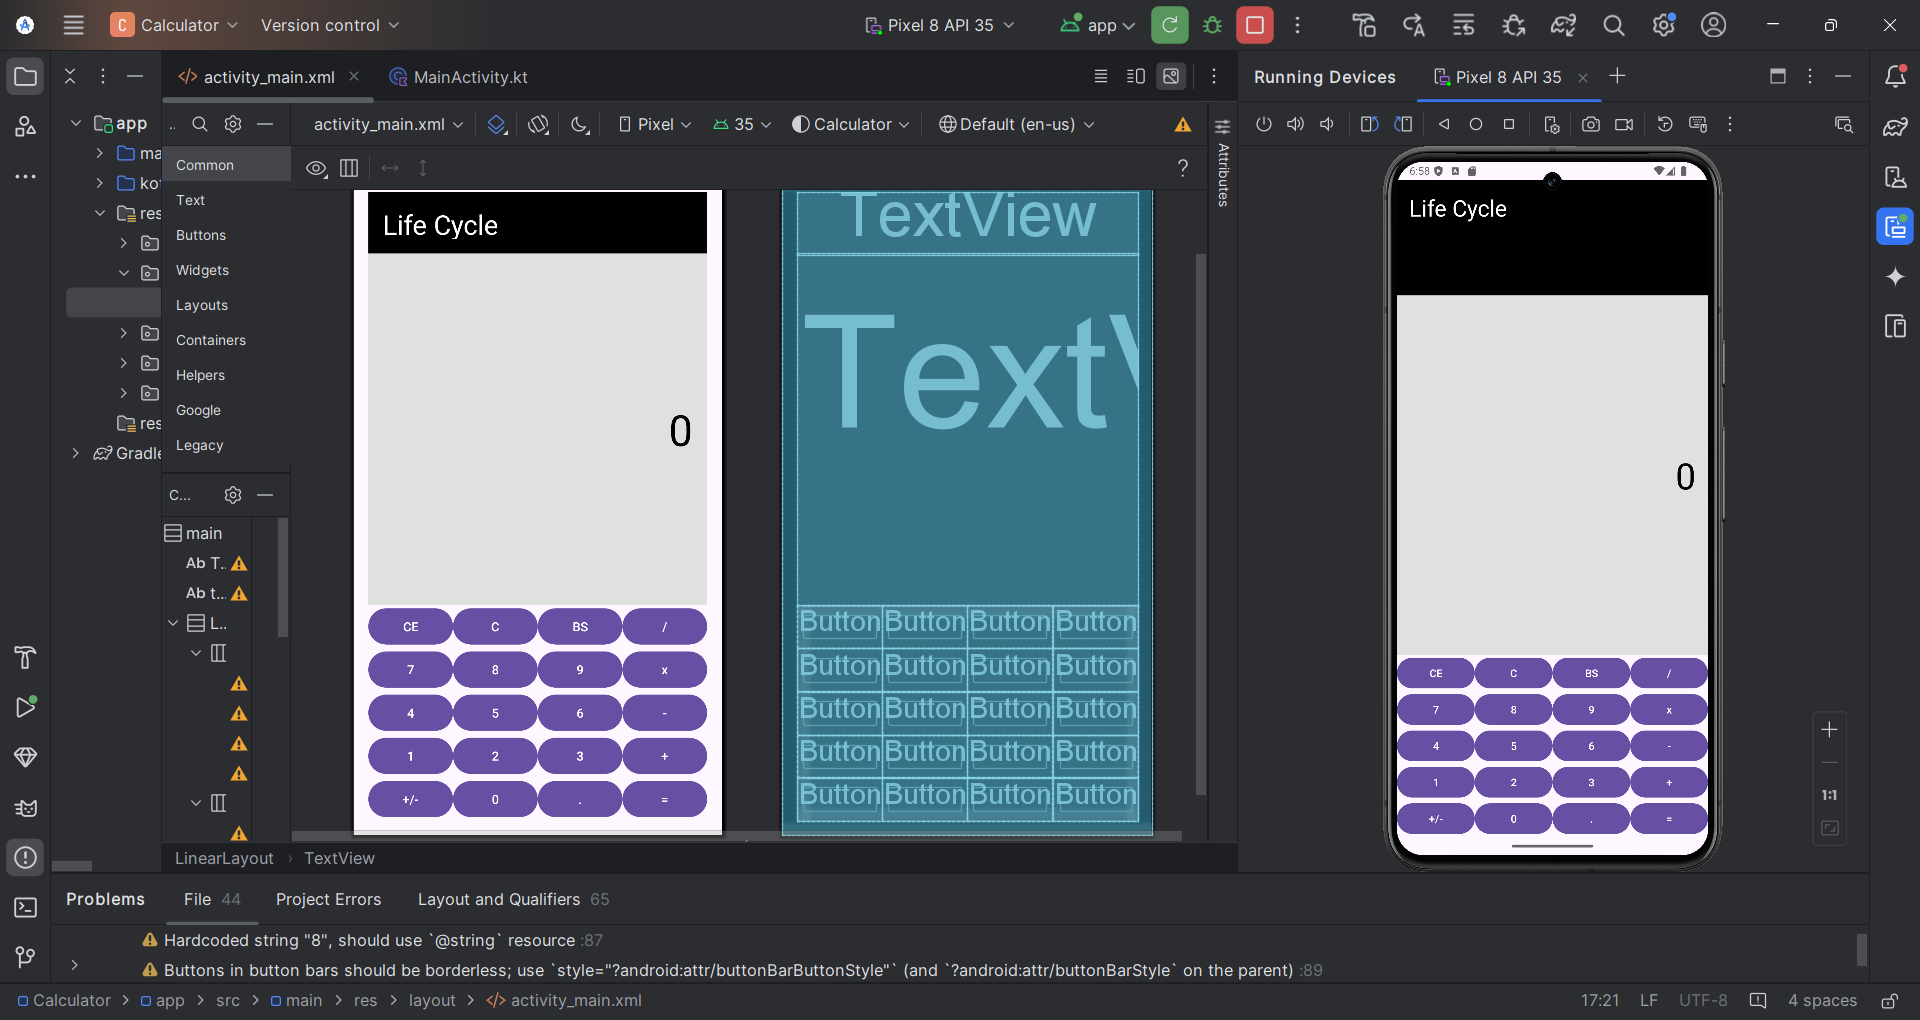 C Calculator Version control Pixel 8 API 35 app
activity_main.xml MainActivity.kt Running Devices Pixel 8 API 35
app
.. activity_main.xml Pixel 35 Calculator Default (en-us)
ma
kot
res
res
Gradle
Common
Text
Buttons
Widgets
Layouts
Containers
Helpers
Google
Legacy
?
Attributes
C...
main
Ab T..
Ab t...
L..
Life Cycle
0
CE C BS /
7 8 9 x
4 5 6 -
1 2 3 +
+/- 0 . =
TextView
TextV
Button Button Button Button
Button Button Button Button
Button Button Button Button
Button Button Button Button
Button Button Button Button
6:58
Life Cycle
0
CE C BS /
7 8 9 x
4 5 6 -
1 2 3 +
+/- 0 . =
1:1
LinearLayout › TextView
Problems File 44 Project Errors Layout and Qualifiers 65
Hardcoded string "8", should use `@string` resource :87
Buttons in button bars should be borderless; use `style="?android:attr/buttonBarButtonStyle"` (and `?android:attr/buttonBarStyle` on the parent) :89
Calculator > app > src > main > res > layout > activity_main.xml 17:21 LF UTF-8 4 spaces